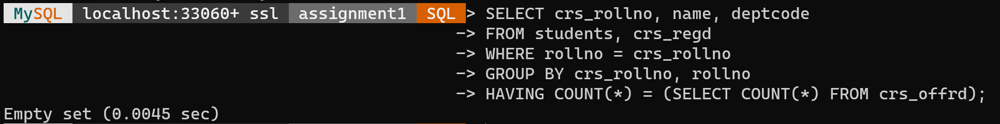 MySQL localhost:33060+ ssl assignment1 SQL > SELECT crs_rollno, name, deptcode
-> FROM students, crs_regd
-> WHERE rollno = crs_rollno
-> GROUP BY crs_rollno, rollno
-> HAVING COUNT(*) = (SELECT COUNT(*) FROM crs_offrd);
Empty set (0.0045 sec)